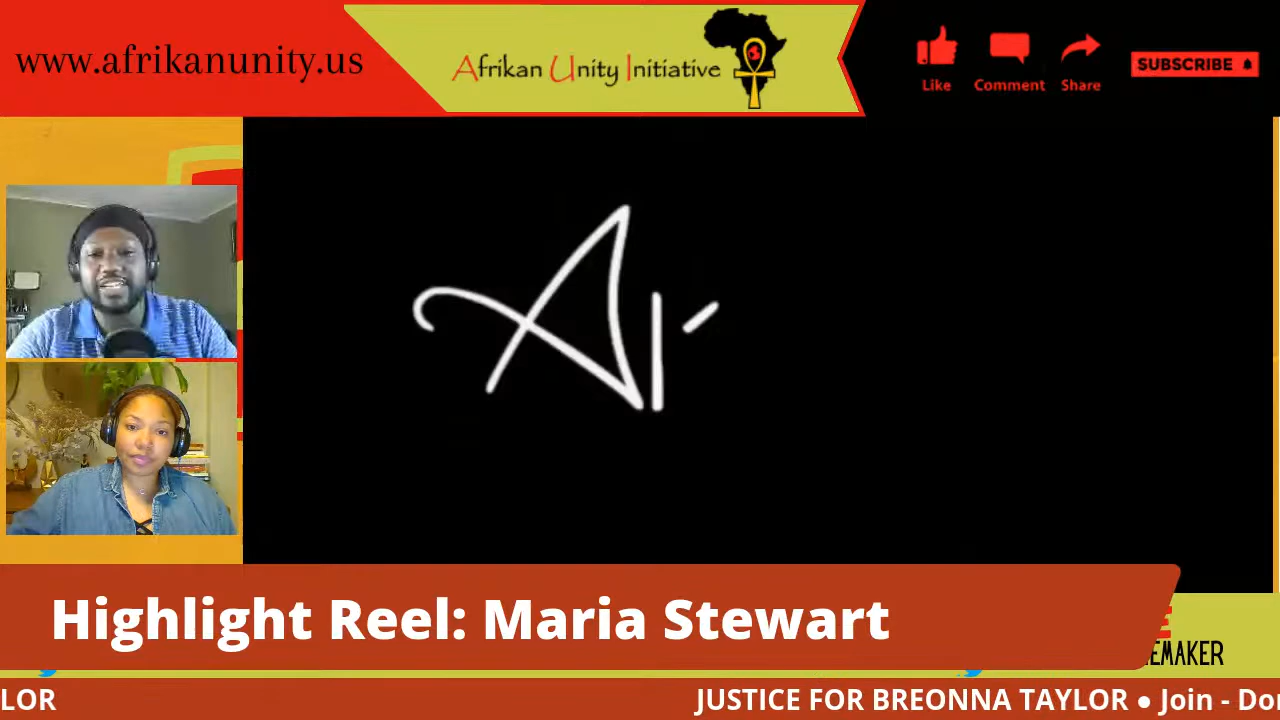 www.afrikanunity.us
Afrikan Unity Initiative
Like
Comment
Share
SUBSCRIBE
Highlight Reel: Maria Stewart
EMAKER
LOR
JUSTICE FOR BREONNA TAYLOR ● Join - Do